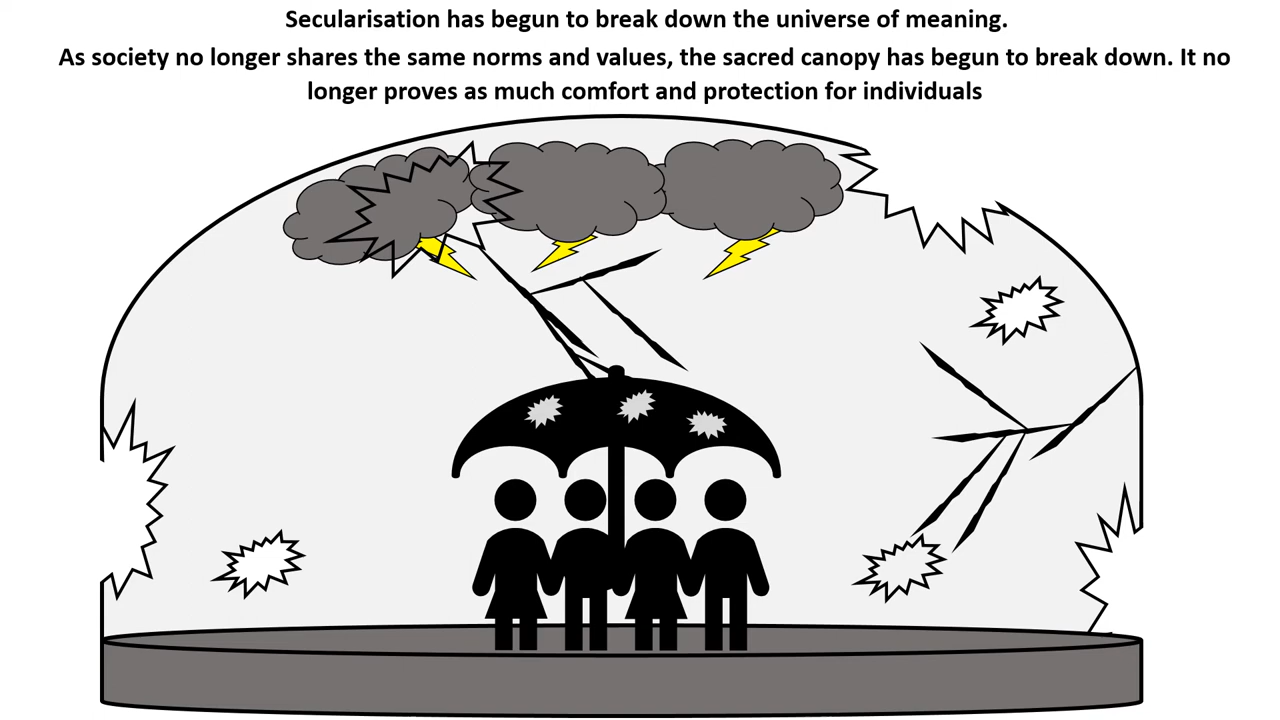 Secularisation has begun to break down the universe of meaning.
As society no longer shares the same norms and values, the sacred canopy has begun to break down. It no
longer proves as much comfort and protection for individuals